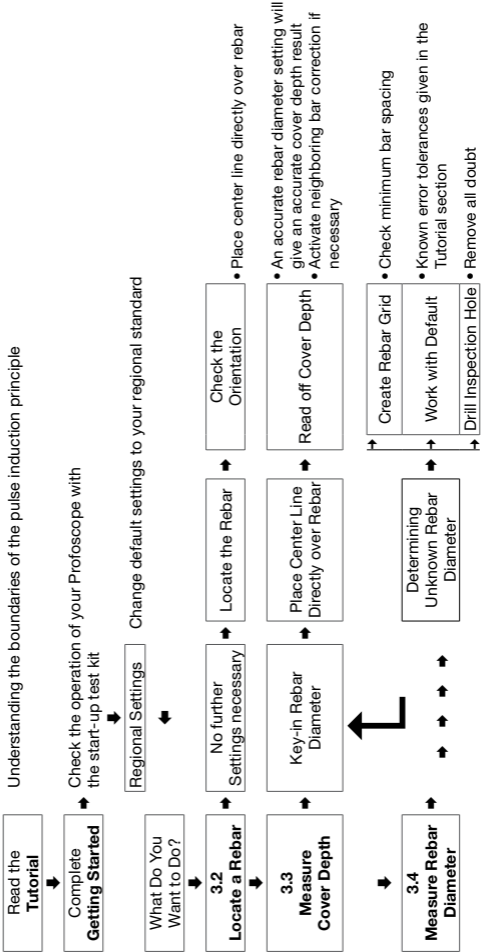 Read the
Tutorial
Understanding the boundaries of the pulse induction principle
Complete
Getting Started
Check the operation of your Profoscope with
the start-up test kit
Regional Settings
Change default settings to your regional standard
What Do You
Want to Do?
3.2
Locate a Rebar
No further
Settings necessary
Locate the Rebar
Check the
Orientation
• Place center line directly over rebar
3.3
Measure
Cover Depth
Key-in Rebar
Diameter
Place Center Line
Directly over Rebar
Read off Cover Depth
• An accurate rebar diameter setting will
give an accurate cover depth result
• Activate neighboring bar correction if
necessary
3.4
Measure Rebar
Diameter
Determining
Unknown Rebar
Diameter
Create Rebar Grid
• Check minimum bar spacing
Work with Default
• Known error tolerances given in the
Tutorial section
Drill Inspection Hole
• Remove all doubt